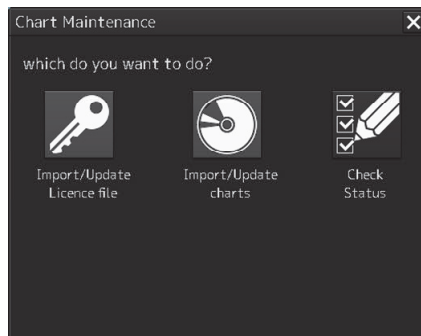 Chart Maintenance
which do you want to do?
Import/Update
Licence file
Import/Update
charts
Check
Status